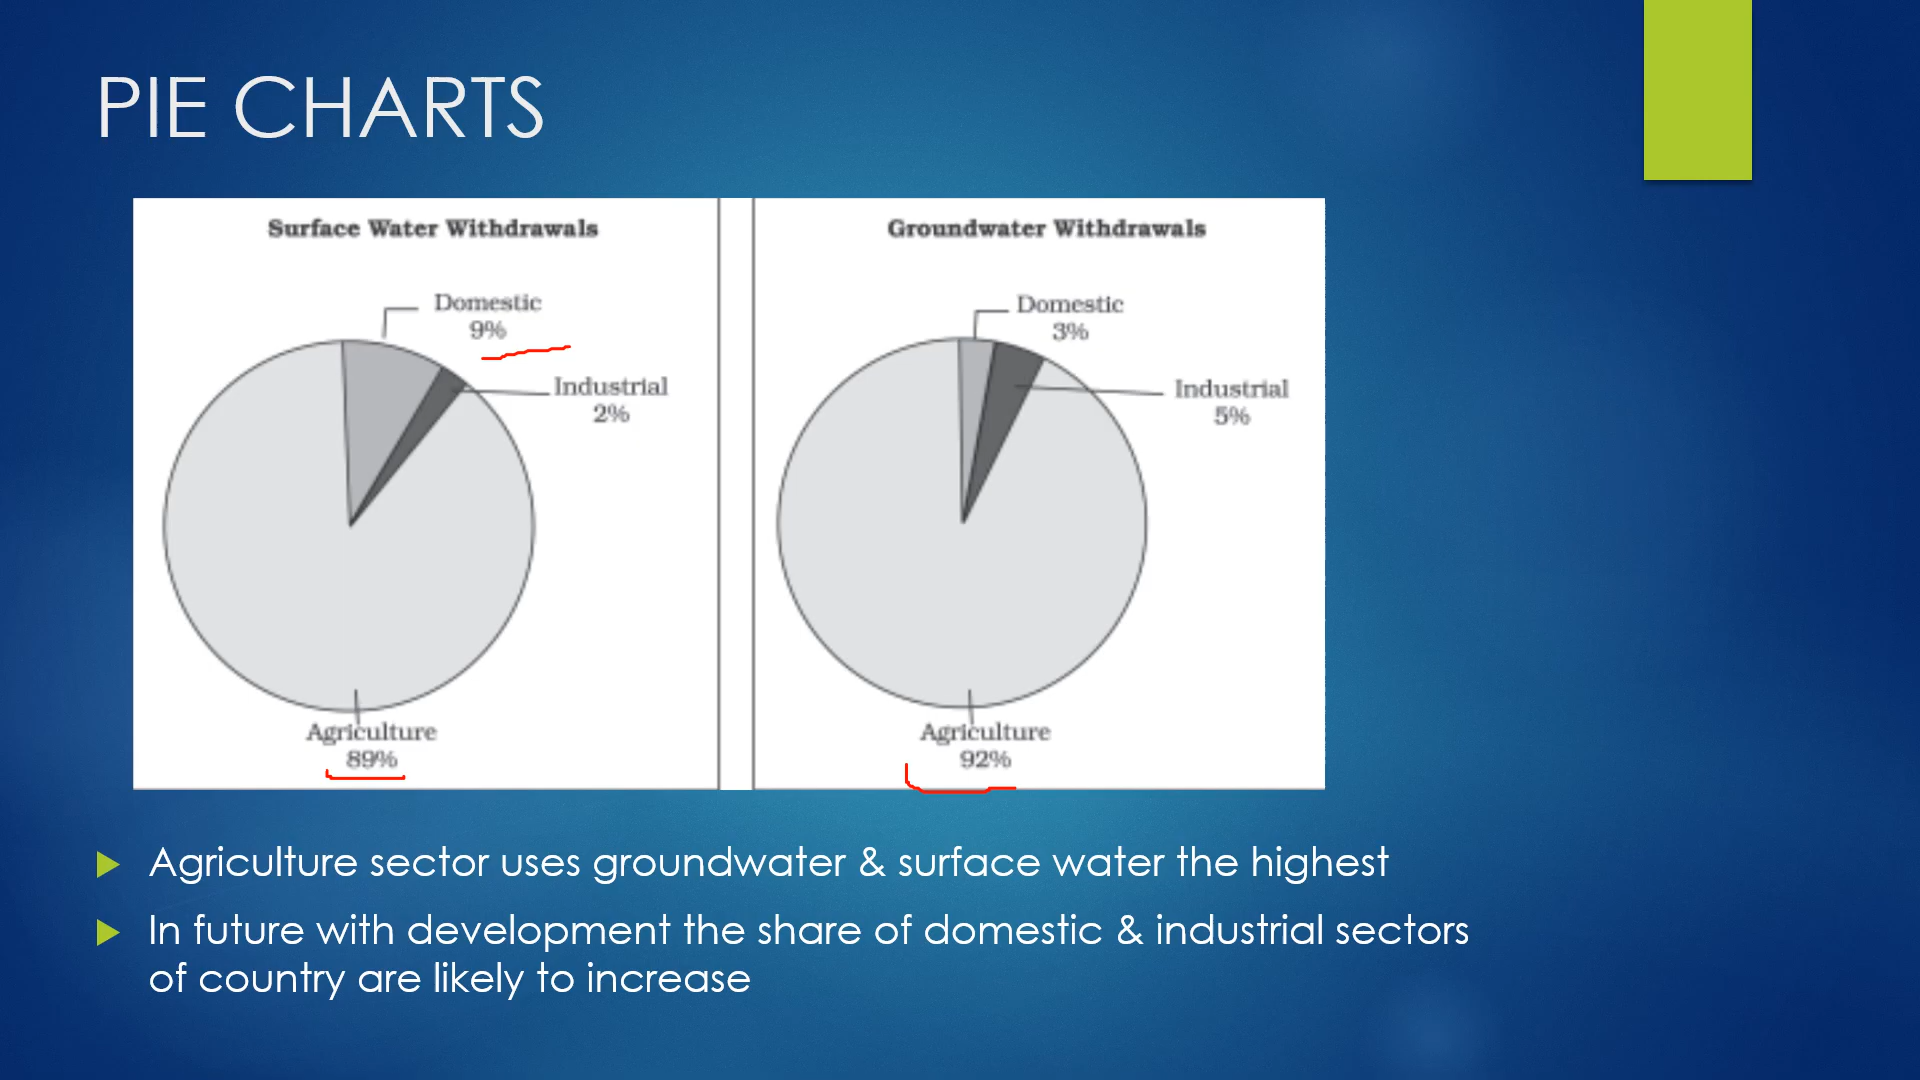 PIE CHARTS
Surface Water Withdrawals
Domestic
9%
Industrial
2%
Agriculture
89%
Groundwater Withdrawals
Domestic
3%
Industrial
5%
Agriculture
92%
Agriculture sector uses groundwater & surface water the highest
In future with development the share of domestic & industrial sectors
of country are likely to increase